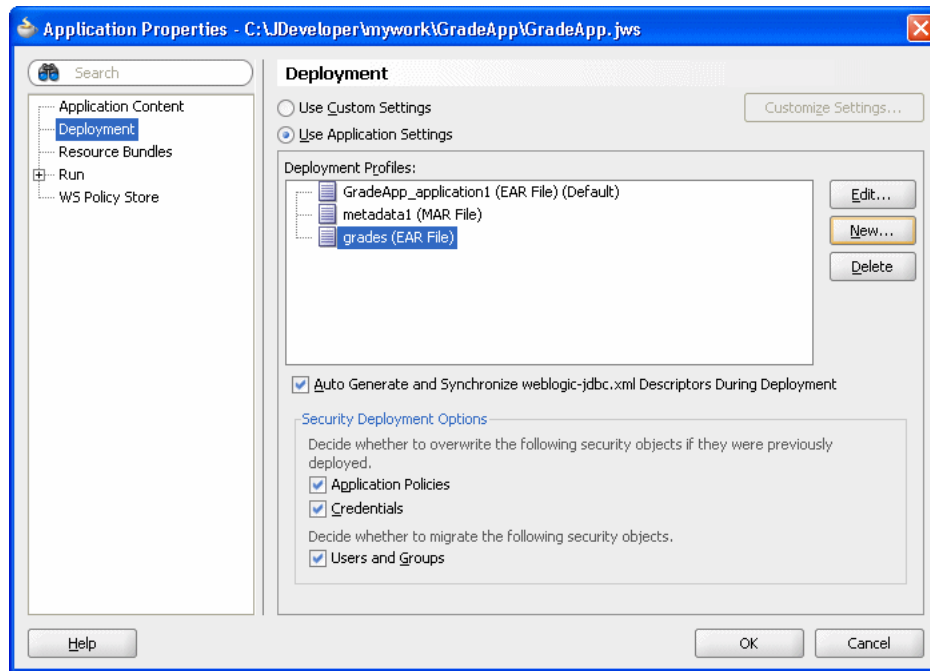 Application Properties - C:\JDeveloper\mywork\GradeApp\GradeApp.jws
Search
Application Content
Deployment
Resource Bundles
Run
WS Policy Store
Deployment
Use Custom Settings
Customize Settings...
Use Application Settings
Deployment Profiles:
GradeApp_application1 (EAR File) (Default)
metadata1 (MAR File)
grades (EAR File)
Edit...
New...
Delete
Auto Generate and Synchronize weblogic-jdbc.xml Descriptors During Deployment
Security Deployment Options
Decide whether to overwrite the following security objects if they were previously
deployed.
Application Policies
Credentials
Decide whether to migrate the following security objects.
Users and Groups
Help
OK
Cancel